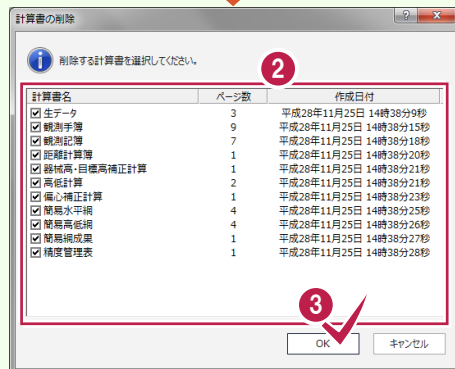 計算書の削除
削除する計算書を選択してください。
2
計算書名 ページ数 作成日付
生データ 3 平成28年11月25日 14時38分9秒
観測手簿 9 平成28年11月25日 14時38分15秒
観測記簿 7 平成28年11月25日 14時38分18秒
距離計算簿 1 平成28年11月25日 14時38分20秒
器械高・目標高補正計算 1 平成28年11月25日 14時38分21秒
高低計算 2 平成28年11月25日 14時38分21秒
偏心補正計算 1 平成28年11月25日 14時38分23秒
簡易水平網 4 平成28年11月25日 14時38分25秒
簡易高低網 4 平成28年11月25日 14時38分26秒
簡易網成果 1 平成28年11月25日 14時38分27秒
精度管理表 1 平成28年11月25日 14時38分28秒
3
OK キャンセル